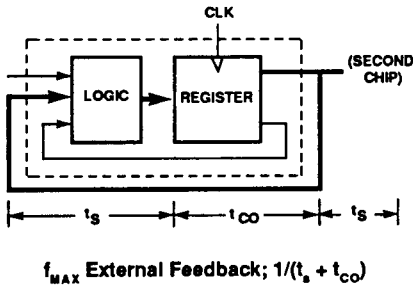 CLK
(SECOND
CHIP)
LOGIC
REGISTER
tS
tCO
tS
fMAX External Feedback; 1/(ts + tCO)